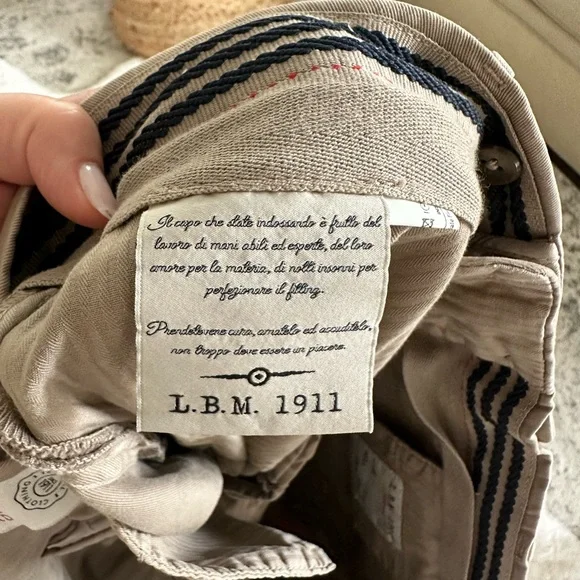 Il capo che state indossando è frutto del
lavoro di mani abili ed esperte, del loro
amore per la materia, di notti insonni per
perfezionare il fitting.
Prendetevene cura, amatelo ed accuditelo,
non troppo deve essere un piacere.
L.B.M. 1911